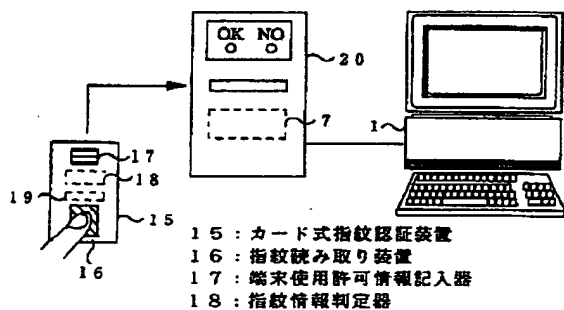 OK NO
20
7
1
17
18
19
15
16
15:カード式指紋認証装置
16:指紋読み取り装置
17:端末使用許可情報記入器
18:指紋情報判定器